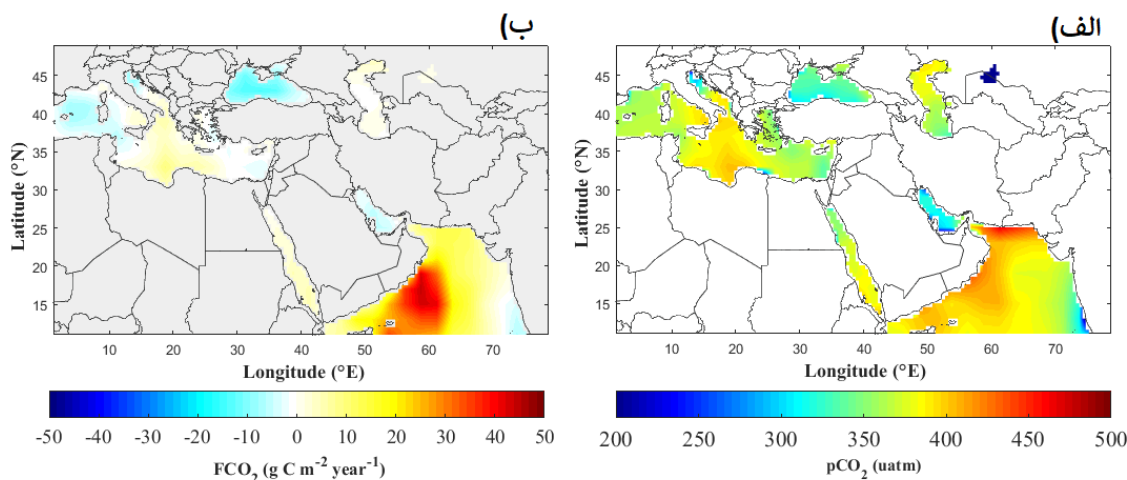 ب)
الف)
45
40
35
30
25
20
15
Latitude (°N)
10 20 30 40 50 60 70
Longitude (°E)
-50 -40 -30 -20 -10 0 10 20 30 40 50
FCO₂ (g C m⁻² year⁻¹)
45
40
35
30
25
20
15
Latitude (°N)
10 20 30 40 50 60 70
Longitude (°E)
200 250 300 350 400 450 500
pCO₂ (uatm)